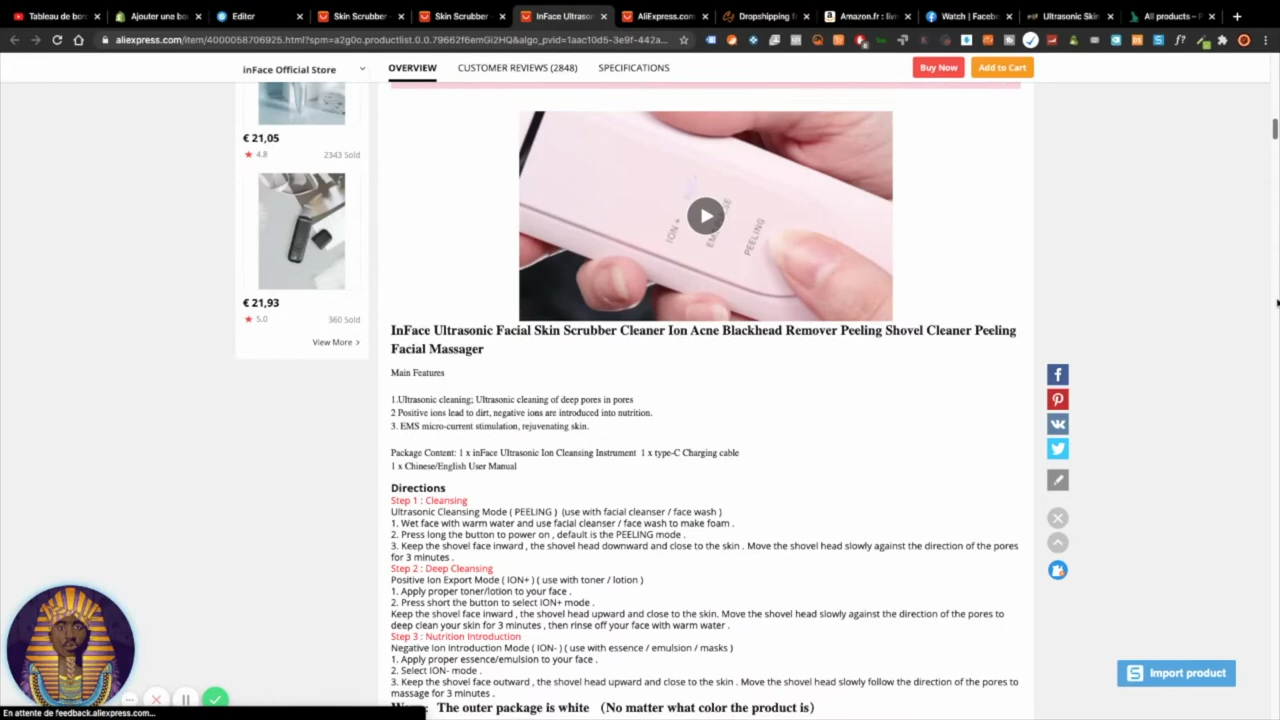 Tableau de bord
Ajoute une bo
Editor
Skin Scrubber
Skin Scrubber
InFace Ultrason
AliExpress.com
Dropshipping f
Amazon.fr : livr
Watch | Facebo
Ultrasonic Skin
All products – P
aliexpress.com/item/4000058706925.html?spm=a2g0o.productlist.0.0.79662f6emGi2HQ&algo_pvid=1aac10d5-3e9f-442a...
inFace Official Store
OVERVIEW CUSTOMER REVIEWS (2848) SPECIFICATIONS
Buy Now Add to Cart
€ 21,05
4.8 2343 Sold
€ 21,93
5.0 360 Sold
View More >
ION +
PEELING
InFace Ultrasonic Facial Skin Scrubber Cleaner Ion Acne Blackhead Remover Peeling Shovel Cleaner Peeling
Facial Massager
Main Features
1.Ultrasonic cleaning; Ultrasonic cleaning of deep pores in pores
2 Positive ions lead to dirt, negative ions are introduced into nutrition.
3. EMS micro-current stimulation, rejuvenating skin.
Package Content: 1 x inFace Ultrasonic Ion Cleansing Instrument 1 x type-C Charging cable
1 x Chinese/English User Manual
Directions
Step 1 : Cleansing
Ultrasonic Cleansing Mode ( PEELING ) (use with facial cleanser / face wash )
1. Wet face with warm water and use facial cleanser / face wash to make foam .
2. Press long the button to power on , default is the PEELING mode .
3. Keep the shovel face inward , the shovel head downward and close to the skin . Move the shovel head slowly against the direction of the pores
for 3 minutes .
Step 2 : Deep Cleansing
Positive Ion Export Mode ( ION+ ) ( use with toner / lotion )
1. Apply proper toner/lotion to your face .
2. Press short the button to select ION+ mode .
Keep the shovel face inward , the shovel head upward and close to the skin. Move the shovel head slowly against the direction of the pores to
deep clean your skin for 3 minutes , then rinse off your face with warm water .
Step 3 : Nutrition Introduction
Negative Ion Introduction Mode ( ION- ) ( use with essence / emulsion / masks )
1. Apply proper essence/emulsion to your face .
2. Select ION- mode .
3. Keep the shovel face outward , the shovel head upward and close to the skin . Move the shovel head slowly follow the direction of the pores to
massage for 3 minutes .
The outer package is white （No matter what color the product is）
Import product
En attente de feedback.aliexpress.com...